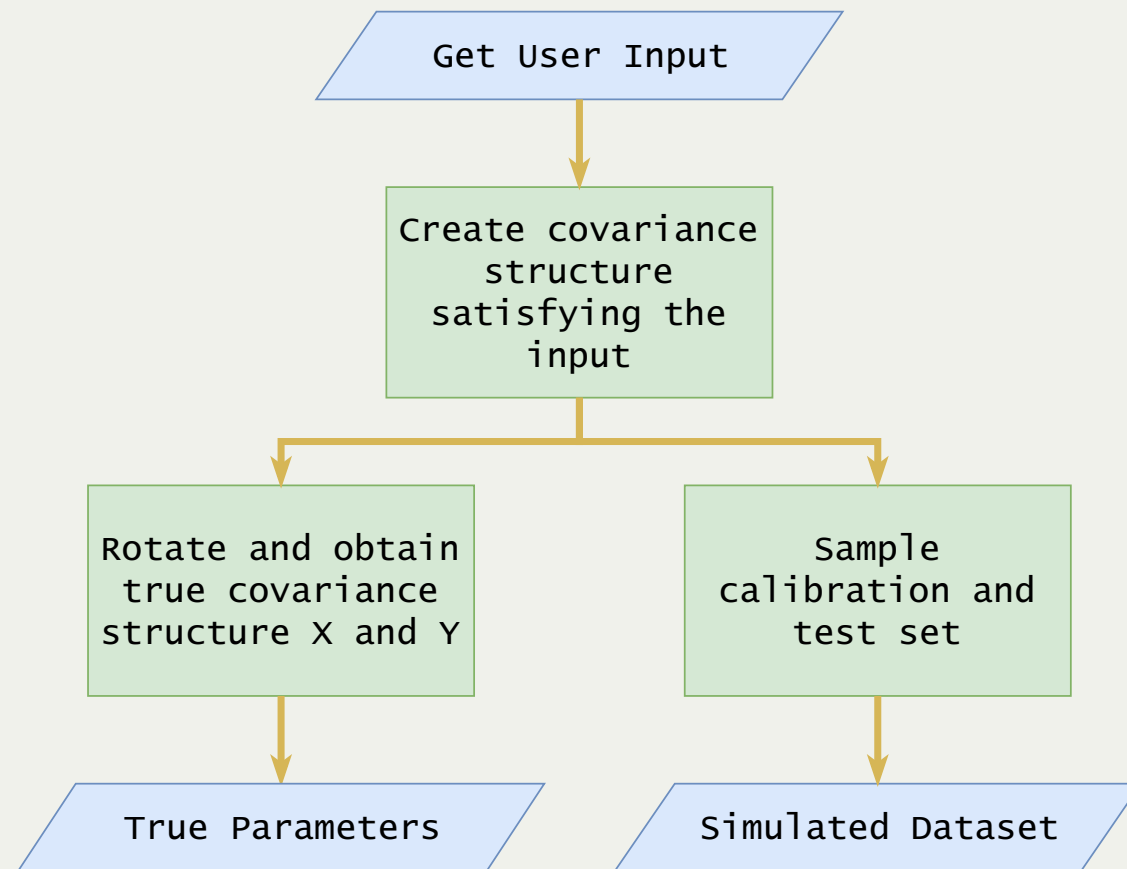 Get User Input
Create covariance
structure
satisfying the
input
Rotate and obtain
true covariance
structure X and Y
Sample
calibration and
test set
True Parameters
Simulated Dataset